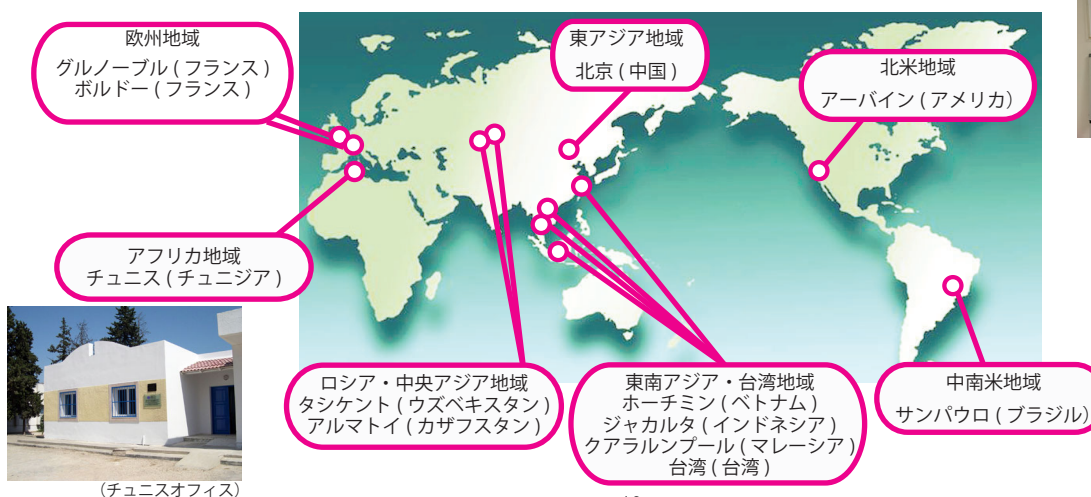 欧州地域
グルノーブル ( フランス )
ボルドー ( フランス )
東アジア地域
北京 ( 中国 )
北米地域
アーバイン ( アメリカ)
アフリカ地域
チュニス ( チュニジア )
ロシア・中央アジア地域
タシケント ( ウズベキスタン )
アルマトイ ( カザフスタン )
東南アジア・台湾地域
ホーチミン ( ベトナム )
ジャカルタ ( インドネシア )
クアラルンプール ( マレーシア )
台湾 ( 台湾 )
中南米地域
サンパウロ ( ブラジル )
(チュニスオフィス)